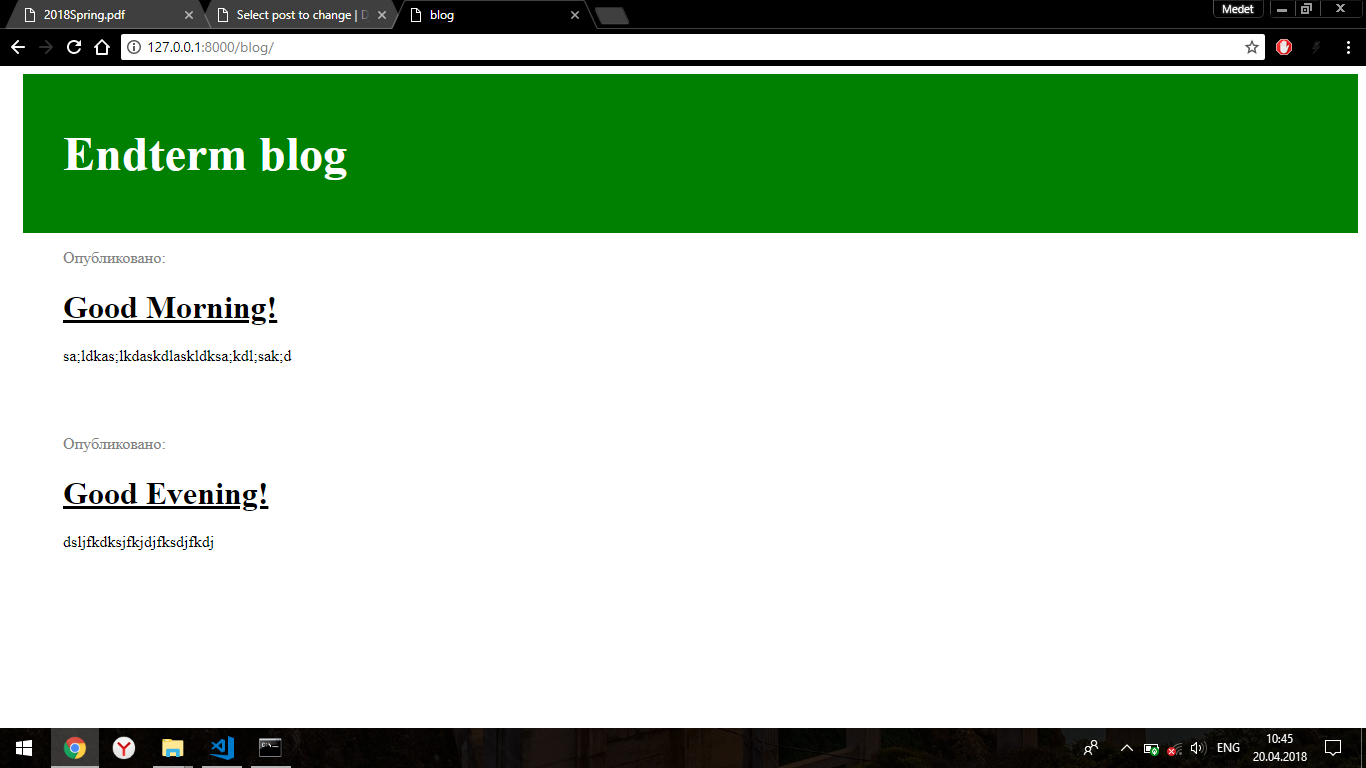 2018Spring.pdf
Select post to change | D
blog
Medet
127.0.0.1:8000/blog/
Endterm blog
Опубликовано:
Good Morning!
sa;ldkas;lkdaskdlaskldksa;kdl;sak;d
Опубликовано:
Good Evening!
dsljfkdksjfkjdjfksdjfkdj
ENG
10:45
20.04.2018